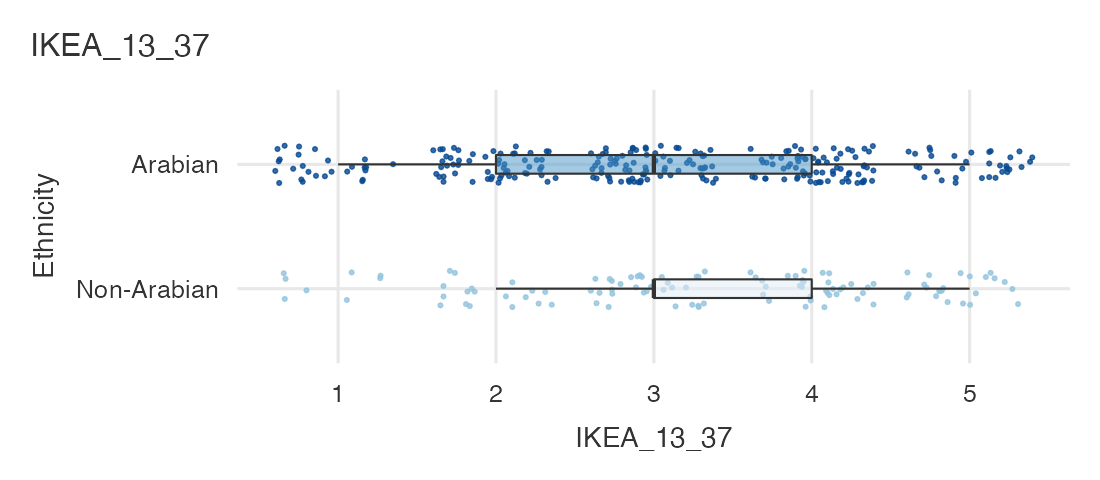 IKEA_13_37
Ethnicity
Arabian
Non-Arabian
1 2 3 4 5
IKEA_13_37